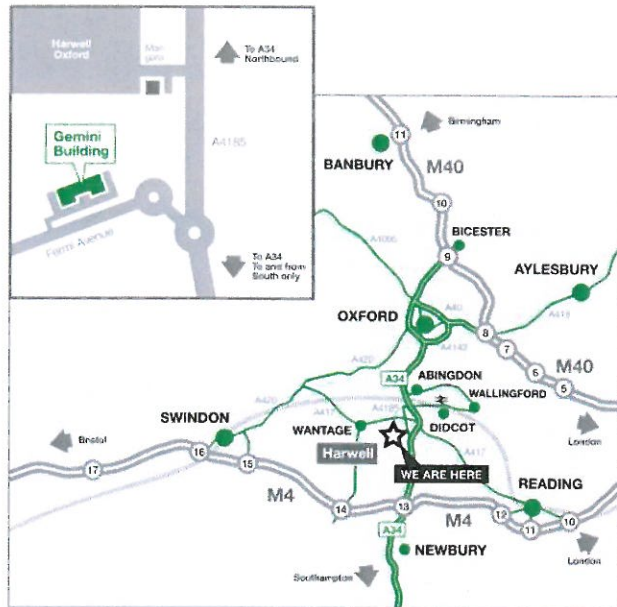 Harwell
Oxford
Main
gate
To A34
Northbound
A4185
Gemini
Building
Fermi Avenue
To A34
To and from
South only
Birmingham
11
BANBURY
M40
10
BICESTER
9
AYLESBURY
A40
OXFORD
A418
8
7
6
5
M40
A420
A34
ABINGDON
WALLINGFORD
London
A420
A417
A4185
SWINDON
WANTAGE
DIDCOT
Bristol
A417
Harwell
WE ARE HERE
READING
16
15
17
M4
14
13
M4
12
11
10
A34
NEWBURY
London
Southampton